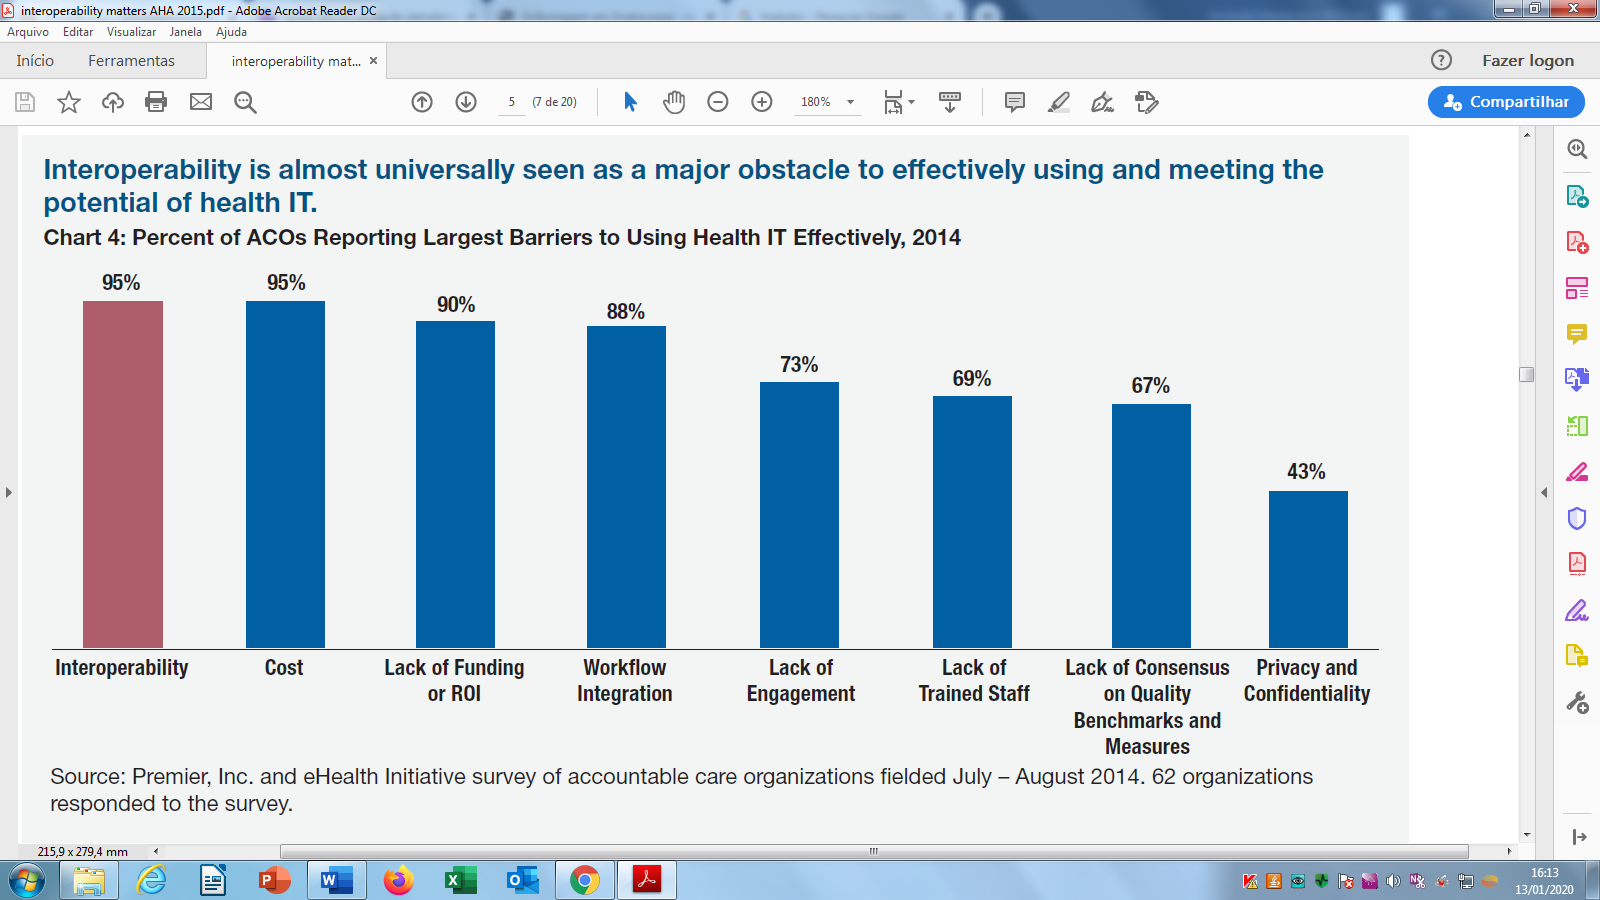 interoperability matters AHA 2015.pdf - Adobe Acrobat Reader DC
Arquivo Editar Visualizar Janela Ajuda
Início Ferramentas interoperability mat... × Fazer logon
5 (7 de 20) 180% Compartilhar
Interoperability is almost universally seen as a major obstacle to effectively using and meeting the
potential of health IT.
Chart 4: Percent of ACOs Reporting Largest Barriers to Using Health IT Effectively, 2014
95% 95% 90% 88% 73% 69% 67% 43%
Interoperability
Cost
Lack of Funding
or ROI
Workflow
Integration
Lack of
Engagement
Lack of
Trained Staff
Lack of Consensus
on Quality
Benchmarks and
Measures
Privacy and
Confidentiality
Source: Premier, Inc. and eHealth Initiative survey of accountable care organizations fielded July – August 2014. 62 organizations
responded to the survey.
215,9 x 279,4 mm
16:13
13/01/2020